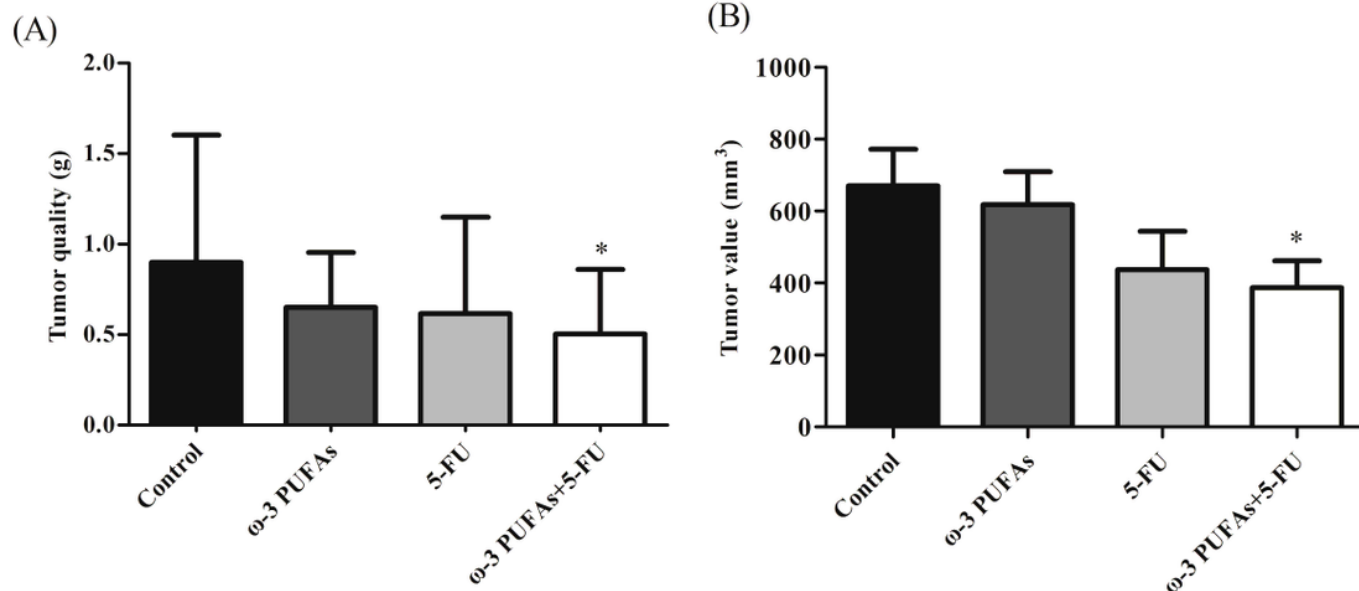 (A)
Tumor quality (g)
2.0
1.5
1.0
0.5
0.0
*
Control
ω-3 PUFAs
5-FU
ω-3 PUFAs+5-FU
(B)
Tumor value (mm³)
1000
800
600
400
200
0
*
Control
ω-3 PUFAs
5-FU
ω-3 PUFAs+5-FU